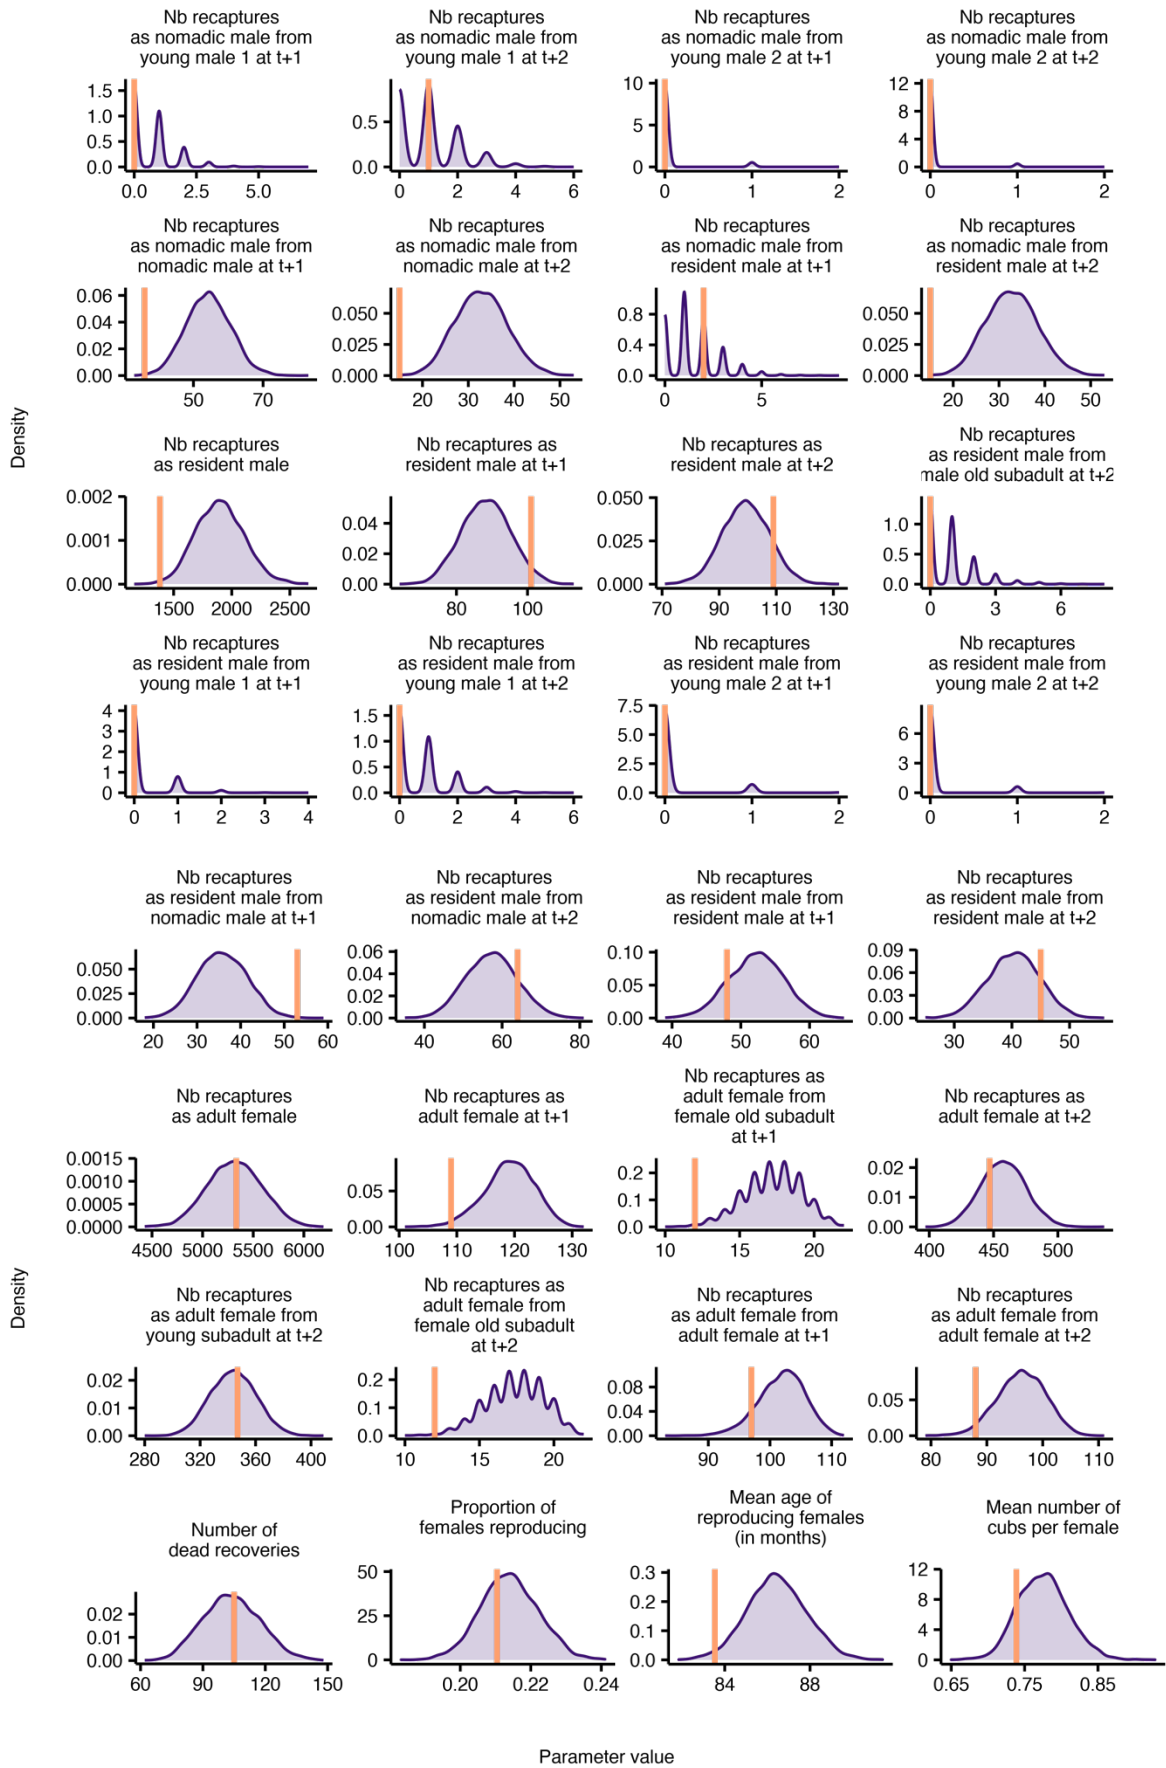 Nb recaptures
as nomadic male from
young male 1 at t+1
Nb recaptures
as nomadic male from
young male 1 at t+2
Nb recaptures
as nomadic male from
young male 2 at t+1
Nb recaptures
as nomadic male from
young male 2 at t+2
1.5
1.0
0.5
0.0
0.0 2.5 5.0
0.5
0.0
0 2 4 6
10
5
0
0 1 2
12
8
4
0
0 1 2
Nb recaptures
as nomadic male from
nomadic male at t+1
Nb recaptures
as nomadic male from
nomadic male at t+2
Nb recaptures
as nomadic male from
resident male at t+1
Nb recaptures
as nomadic male from
resident male at t+2
0.06
0.04
0.02
0.00
50 70
0.050
0.025
0.000
20 30 40 50
0.8
0.4
0.0
0 5
0.050
0.025
0.000
20 30 40 50
Density
Nb recaptures
as resident male
Nb recaptures as
resident male at t+1
Nb recaptures as
resident male at t+2
Nb recaptures
as resident male from
male old subadult at t+2
0.002
0.001
0.000
1500 2000 2500
0.04
0.02
0.00
80 100
0.050
0.025
0.000
70 90 110 130
1.0
0.5
0.0
0 3 6
Nb recaptures
as resident male from
young male 1 at t+1
Nb recaptures
as resident male from
young male 1 at t+2
Nb recaptures
as resident male from
young male 2 at t+1
Nb recaptures
as resident male from
young male 2 at t+2
4
3
2
1
0
0 1 2 3 4
1.5
1.0
0.5
0.0
0 2 4 6
7.5
5.0
2.5
0.0
0 1 2
6
3
0
0 1 2
Nb recaptures
as resident male from
nomadic male at t+1
Nb recaptures
as resident male from
nomadic male at t+2
Nb recaptures
as resident male from
resident male at t+1
Nb recaptures
as resident male from
resident male at t+2
0.050
0.025
0.000
20 30 40 50 60
0.06
0.04
0.02
0.00
40 60 80
0.10
0.05
0.00
40 50 60
0.09
0.06
0.03
0.00
30 40 50
Nb recaptures
as adult female
Nb recaptures as
adult female at t+1
Nb recaptures as
adult female from
female old subadult
at t+1
Nb recaptures as
adult female at t+2
0.0015
0.0010
0.0005
0.0000
4500 5000 5500 6000
0.05
0.00
100 110 120 130
0.2
0.1
0.0
10 15 20
0.02
0.01
0.00
400 450 500
Density
Nb recaptures
as adult female from
young subadult at t+2
Nb recaptures as
adult female from
female old subadult
at t+2
Nb recaptures
as adult female from
adult female at t+1
Nb recaptures
as adult female from
adult female at t+2
0.02
0.01
0.00
280 320 360 400
0.2
0.1
0.0
10 15 20
0.08
0.04
0.00
90 100 110
0.05
0.00
80 90 100 110
Number of
dead recoveries
Proportion of
females reproducing
Mean age of
reproducing females
(in months)
Mean number of
cubs per female
0.02
0.01
0.00
60 90 120 150
50
25
0
0.20 0.22 0.24
0.3
0.2
0.1
0.0
84 88
12
8
4
0
0.65 0.75 0.85
Parameter value